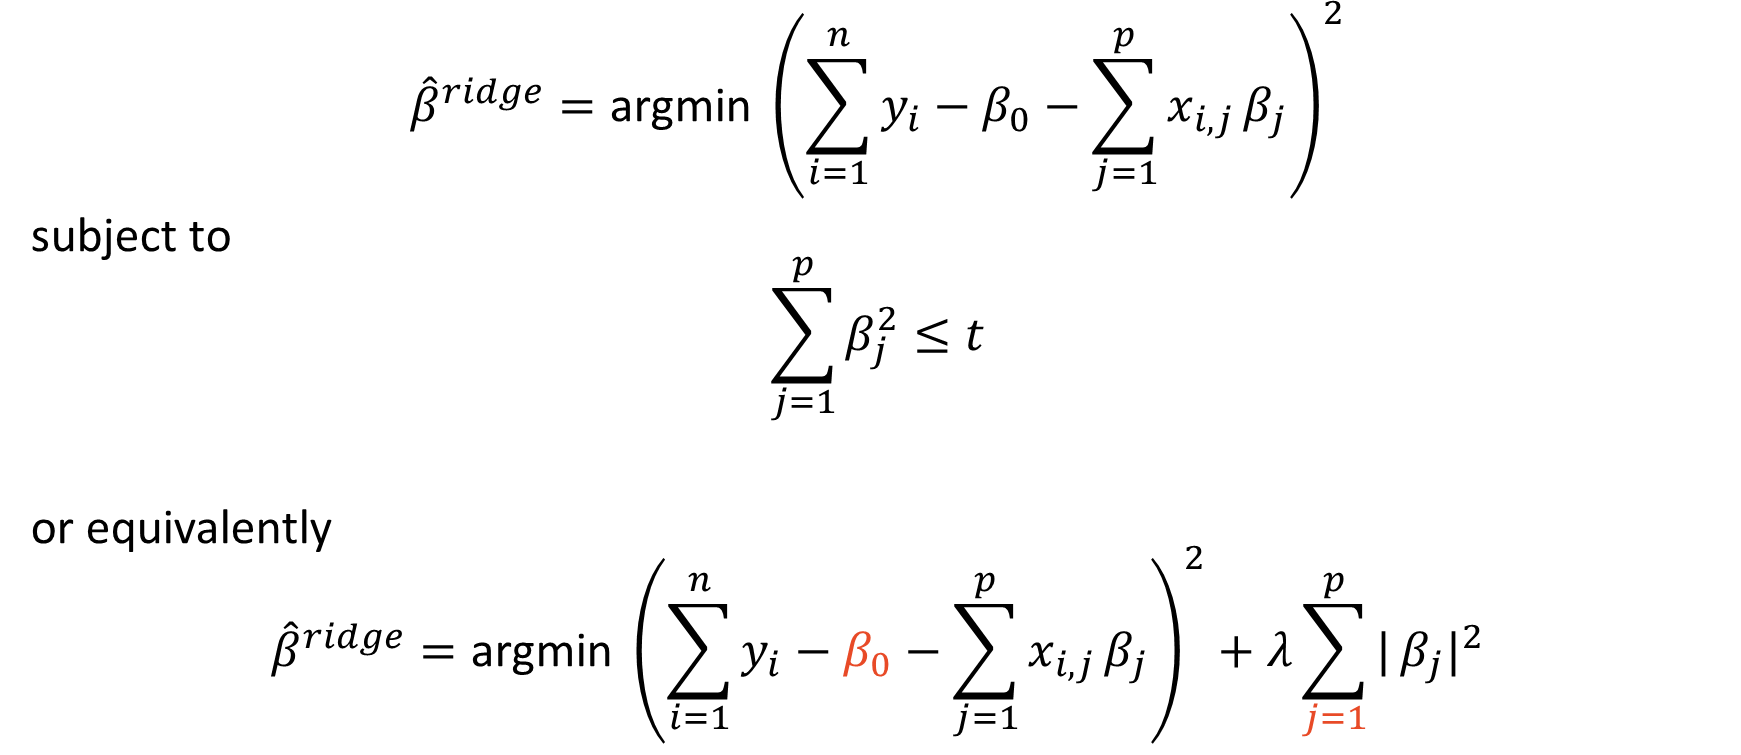 β̂^{ridge} = argmin (∑_{i=1}^{n} y_i − β_0 − ∑_{j=1}^{p} x_{i,j} β_j)^2
subject to
∑_{j=1}^{p} β_j^2 ≤ t
or equivalently
β̂^{ridge} = argmin (∑_{i=1}^{n} y_i − β_0 − ∑_{j=1}^{p} x_{i,j} β_j)^2 + λ ∑_{j=1}^{p} |β_j|^2